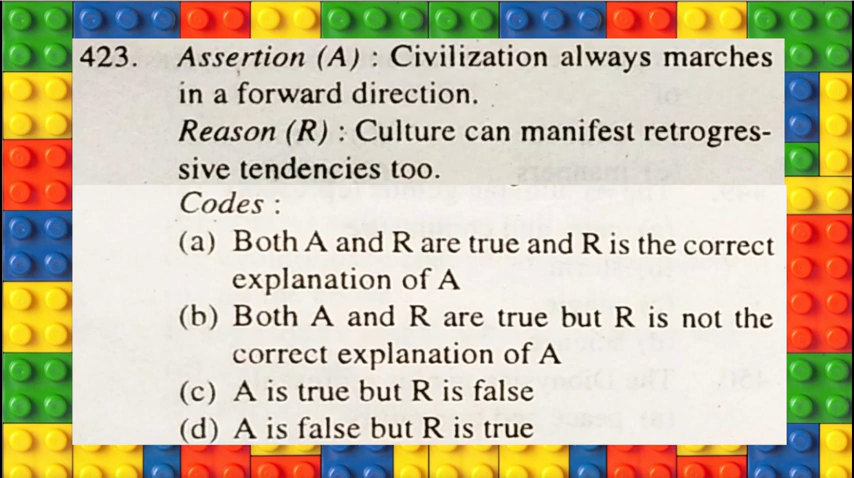 423. Assertion (A) : Civilization always marches
in a forward direction.
Reason (R) : Culture can manifest retrogres-
sive tendencies too.
Codes :
(a) Both A and R are true and R is the correct
explanation of A
(b) Both A and R are true but R is not the
correct explanation of A
(c) A is true but R is false
(d) A is false but R is true